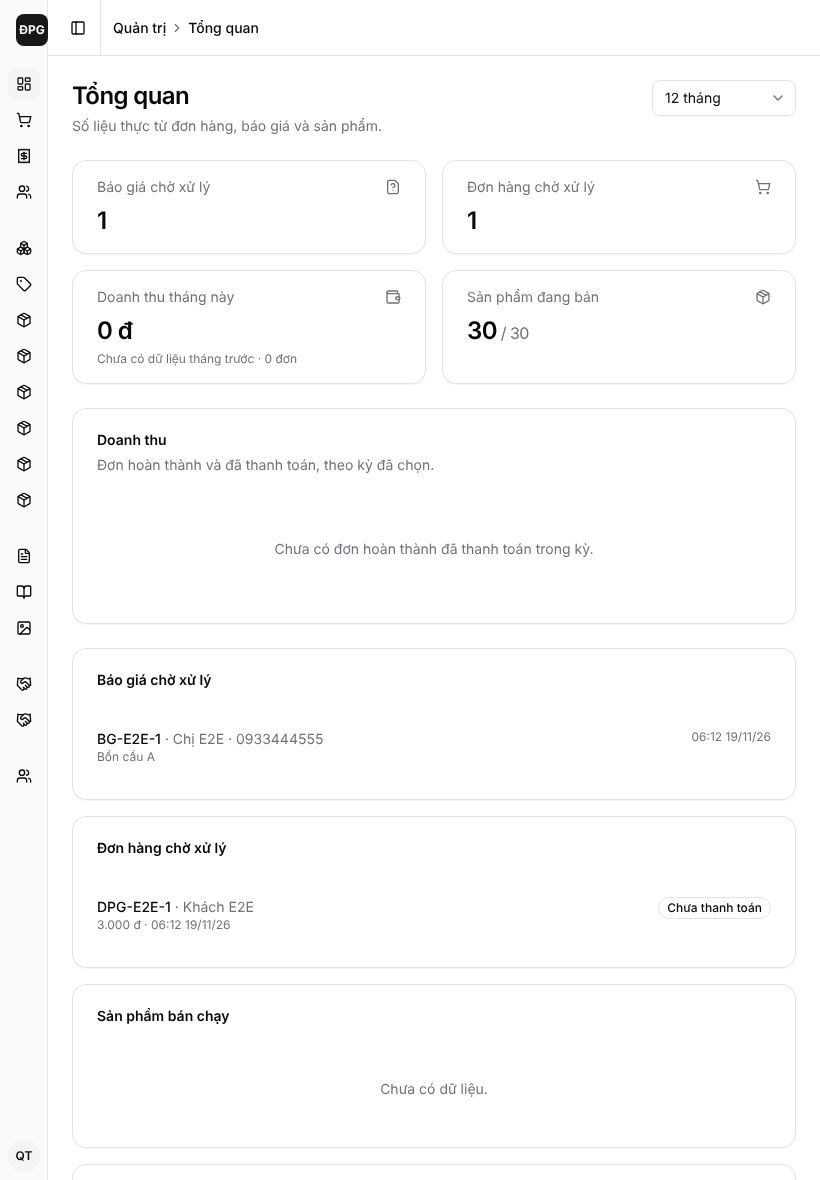 ĐPG
Quản trị > Tổng quan
Tổng quan
12 tháng
Số liệu thực từ đơn hàng, báo giá và sản phẩm.
Báo giá chờ xử lý
1
Đơn hàng chờ xử lý
1
Doanh thu tháng này
0 đ
Chưa có dữ liệu tháng trước · 0 đơn
Sản phẩm đang bán
30 / 30
Doanh thu
Đơn hoàn thành và đã thanh toán, theo kỳ đã chọn.
Chưa có đơn hoàn thành đã thanh toán trong kỳ.
Báo giá chờ xử lý
BG-E2E-1 · Chị E2E · 0933444555
06:12 19/11/26
Bồn cầu A
Đơn hàng chờ xử lý
DPG-E2E-1 · Khách E2E
Chưa thanh toán
3.000 đ · 06:12 19/11/26
Sản phẩm bán chạy
Chưa có dữ liệu.
QT